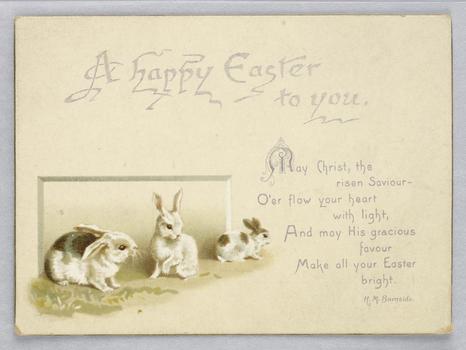 A happy Easter
to you.
May Christ, the
risen Saviour-
O'er flow your heart
with light,
And may His gracious
favour
Make all your Easter
bright.
H. M. Burnside.